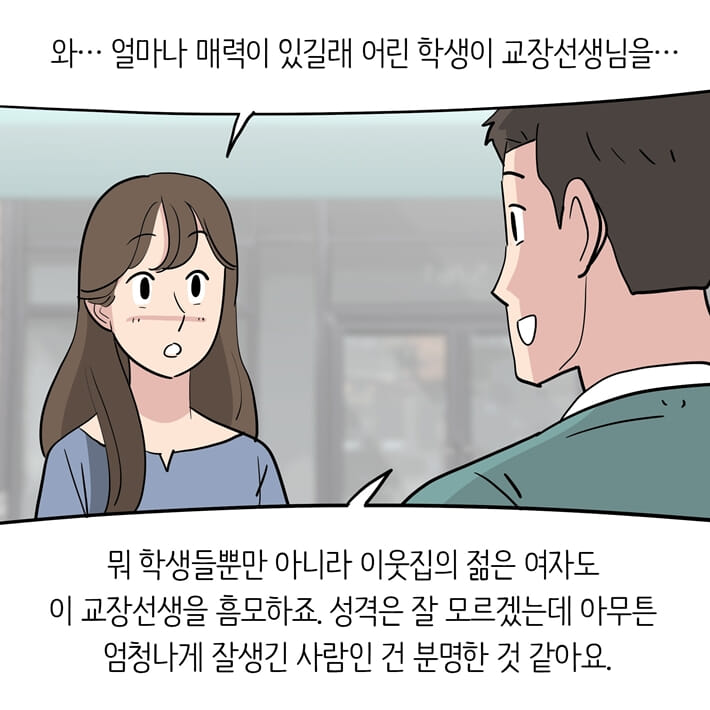 와… 얼마나 매력이 있길래 어린 학생이 교장선생님을…
뭐 학생들뿐만 아니라 이웃집의 젊은 여자도
이 교장선생을 흠모하죠. 성격은 잘 모르겠는데 아무튼
엄청나게 잘생긴 사람인 건 분명한 것 같아요.